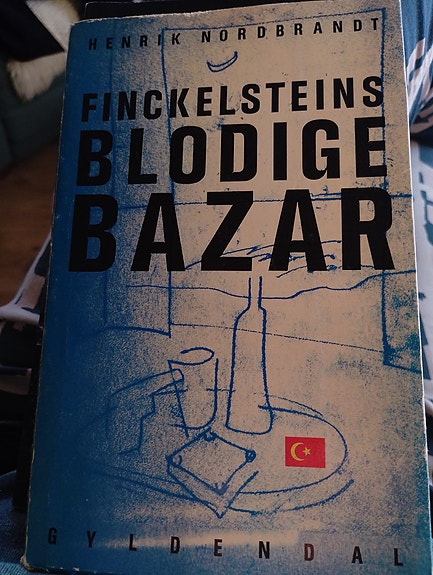 HENRIK NORDBRANDT
FINCKELSTEINS
BLODIGE
BAZAR
GYLDENDAL